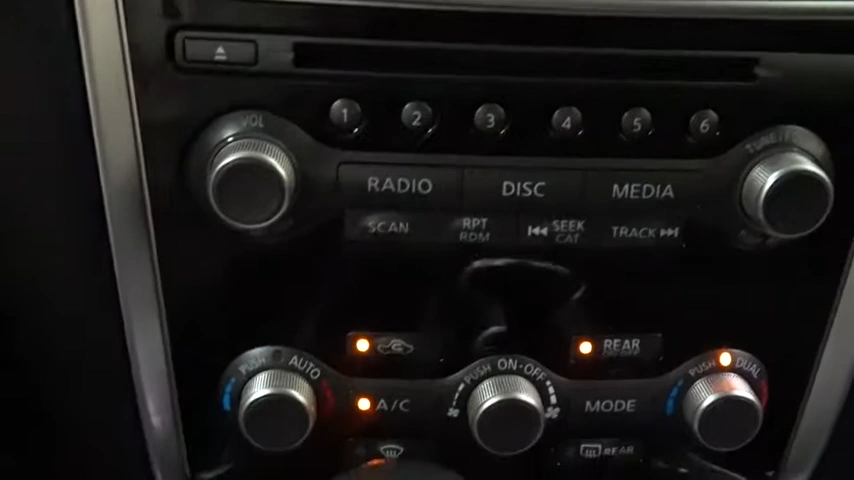 VOL
1 2 3 4 5 6
TUNE
RADIO DISC MEDIA
SCAN RPT RDM SEEK CAT TRACK
REAR
PUSH AUTO
PUSH ON·OFF
PUSH DUAL
A/C MODE
REAR